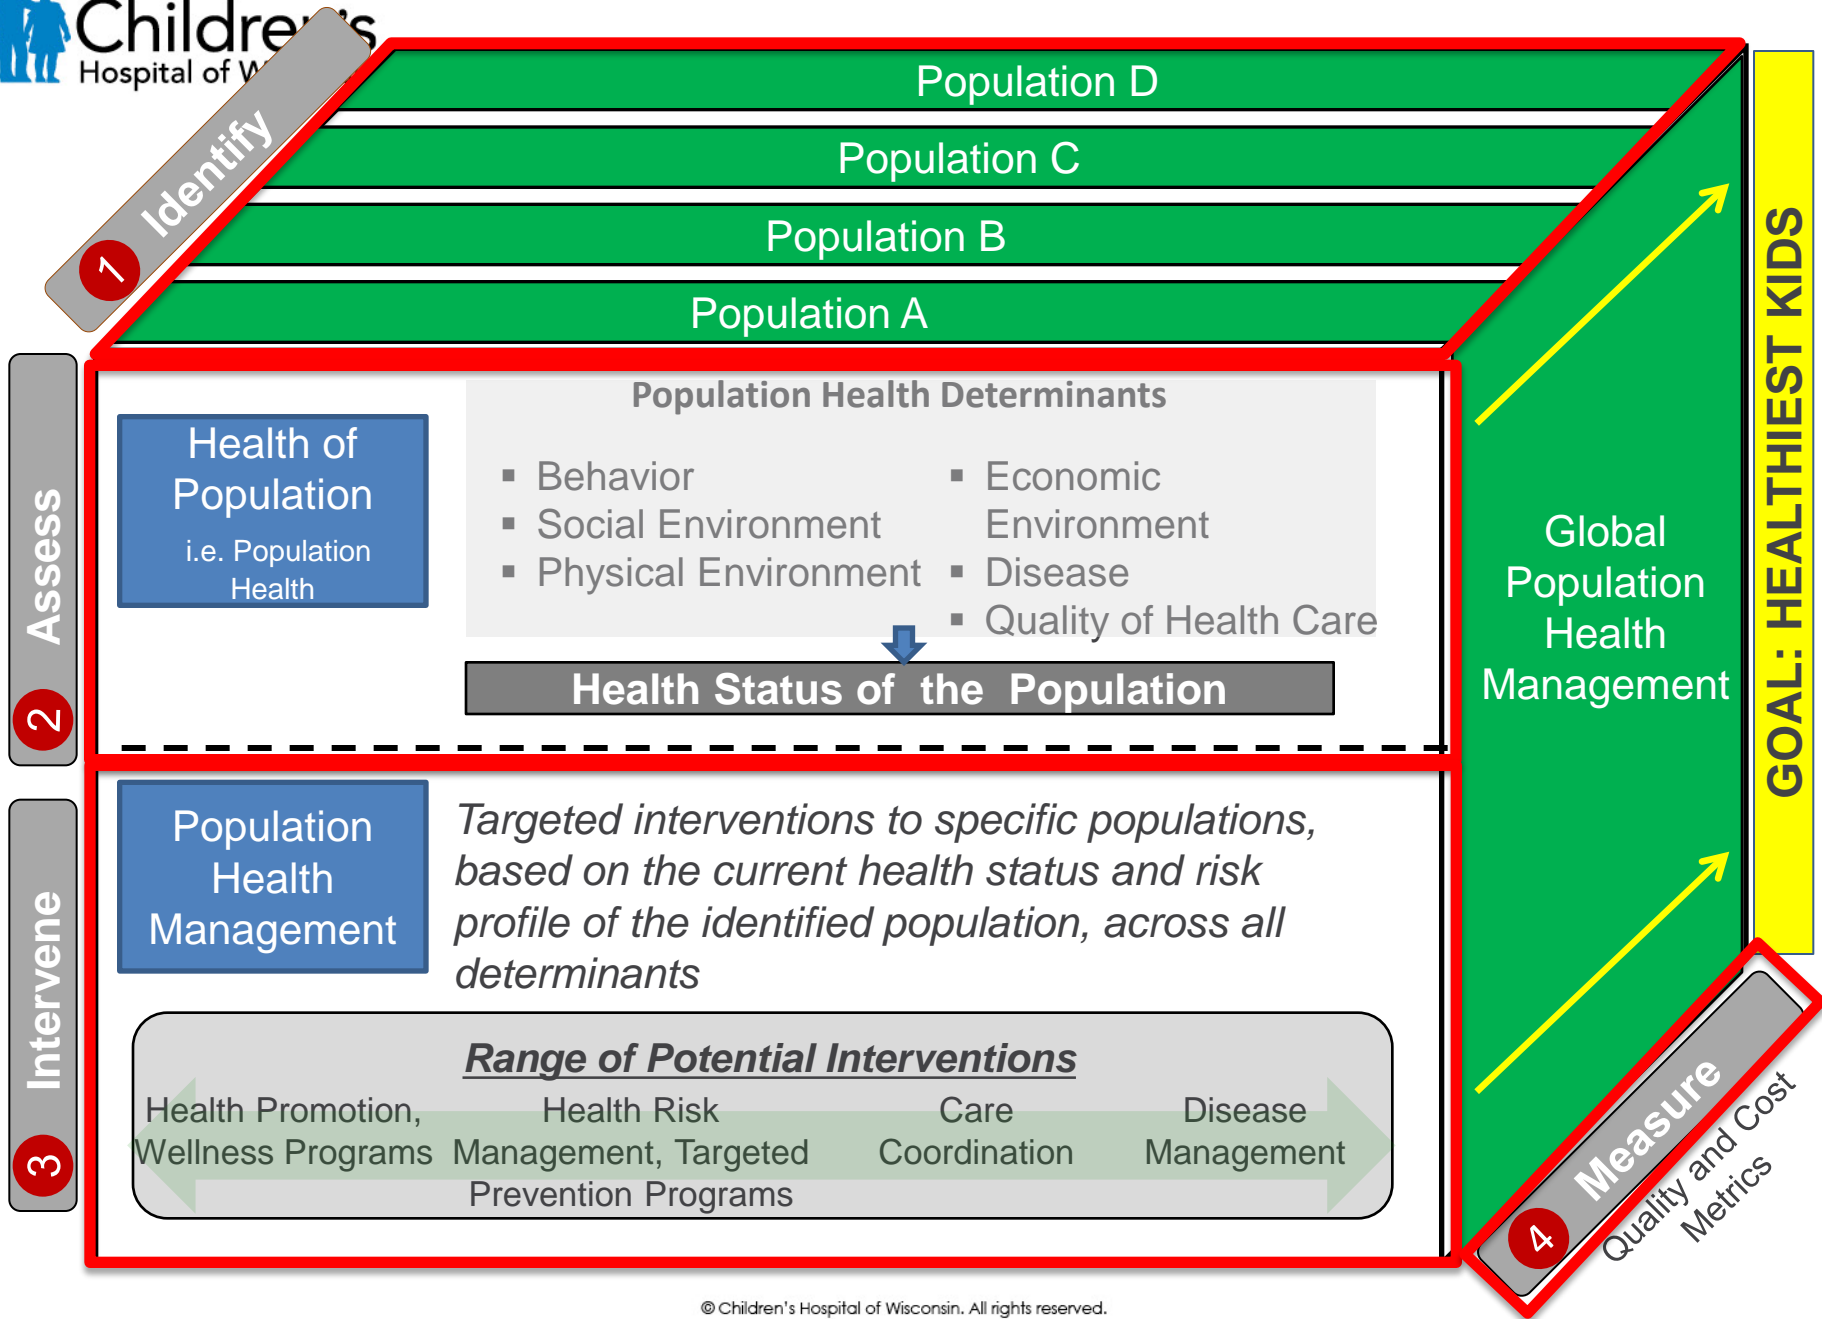 Children's
Hospital of W
1 Identify
Population D
Population C
Population B
Population A
2 Assess
Health of
Population
i.e. Population
Health
Population Health Determinants
▪ Behavior
▪ Social Environment
▪ Physical Environment
▪ Economic
Environment
▪ Disease
▪ Quality of Health Care
Health Status of the Population
3 Intervene
Population
Health
Management
Targeted interventions to specific populations,
based on the current health status and risk
profile of the identified population, across all
determinants
Range of Potential Interventions
Health Promotion,
Wellness Programs
Health Risk
Management, Targeted
Prevention Programs
Care
Coordination
Disease
Management
Global
Population
Health
Management
GOAL: HEALTHIEST KIDS
4 Measure
Quality and Cost
Metrics
© Children's Hospital of Wisconsin. All rights reserved.